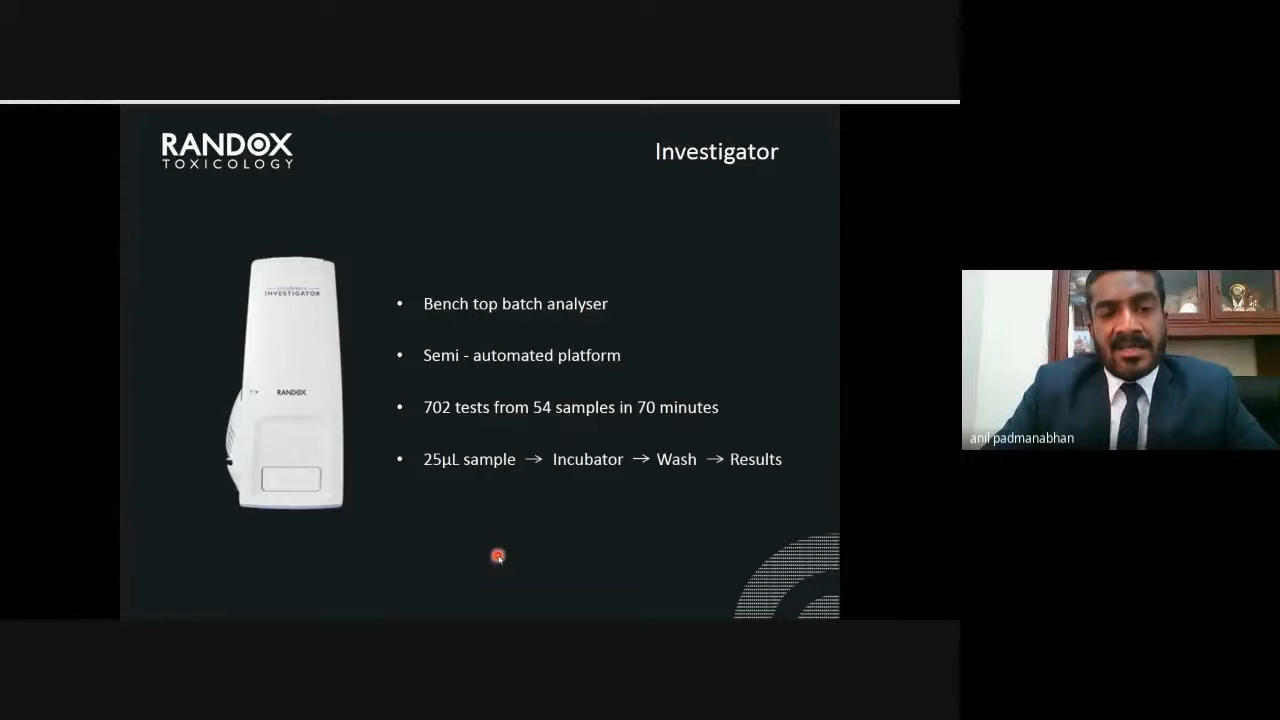 RANDOX
TOXICOLOGY
Investigator
INVESTIGATOR
RANDOX
• Bench top batch analyser
• Semi - automated platform
• 702 tests from 54 samples in 70 minutes
• 25µL sample → Incubator → Wash → Results
anil padmanabhan